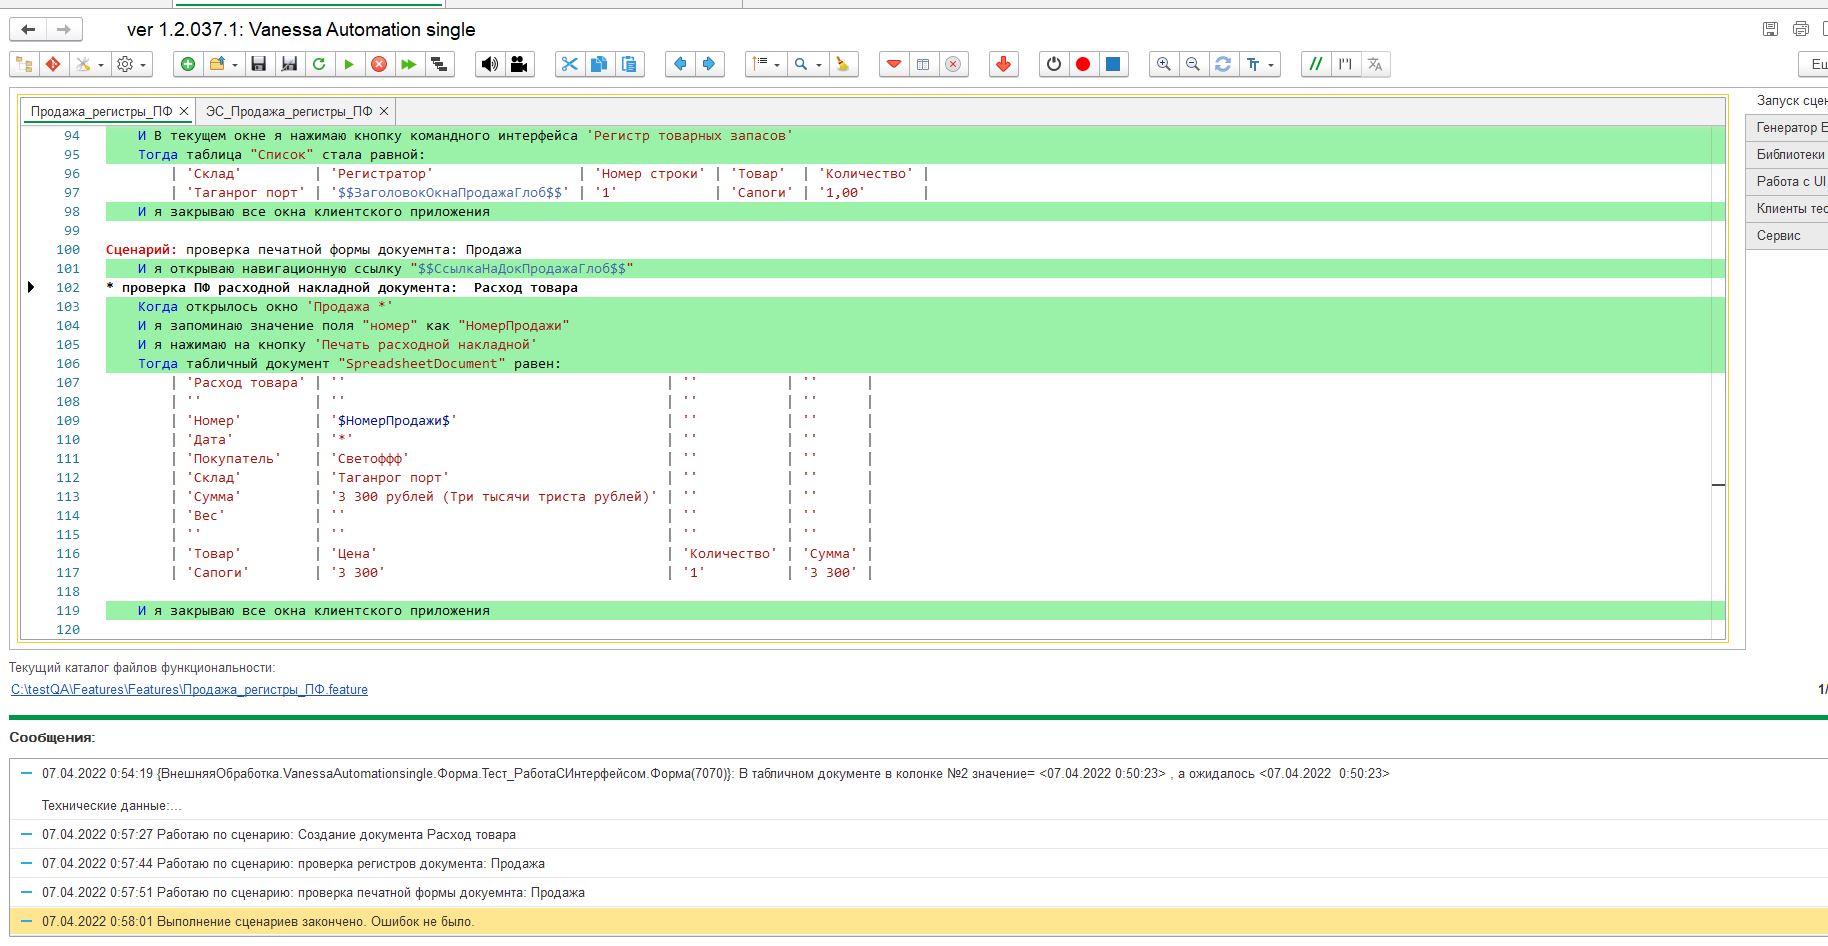 ver 1.2.037.1: Vanessa Automation single
Ещ
Продажа_регистры_ПФ × ЭС_Продажа_регистры_ПФ ×
94 И В текущем окне я нажимаю кнопку командного интерфейса 'Регистр товарных запасов'
95 Тогда таблица "Список" стала равной:
96 | 'Склад' | 'Регистратор' | 'Номер строки' | 'Товар' | 'Количество' |
97 | 'Таганрог порт' | '$$ЗаголовокОкнаПродажаГлоб$$' | '1' | 'Сапоги' | '1,00' |
98 И я закрываю все окна клиентского приложения
99
100 Сценарий: проверка печатной формы докуемнта: Продажа
101 И я открываю навигационную ссылку "$$СсылкаНаДокПродажаГлоб$$"
102 * проверка ПФ расходной накладной документа: Расход товара
103 Когда открылось окно 'Продажа *'
104 И я запоминаю значение поля "номер" как "НомерПродажи"
105 И я нажимаю на кнопку 'Печать расходной накладной'
106 Тогда табличный документ "SpreadsheetDocument" равен:
107 | 'Расход товара' | '' | '' | '' |
108 | '' | '' | '' | '' |
109 | 'Номер' | '$НомерПродажи$' | '' | '' |
110 | 'Дата' | '*' | '' | '' |
111 | 'Покупатель' | 'Светоффф' | '' | '' |
112 | 'Склад' | 'Таганрог порт' | '' | '' |
113 | 'Сумма' | '3 300 рублей (Три тысячи триста рублей)' | '' | '' |
114 | 'Вес' | '' | '' | '' |
115 | '' | '' | '' | '' |
116 | 'Товар' | 'Цена' | 'Количество' | 'Сумма' |
117 | 'Сапоги' | '3 300' | '1' | '3 300' |
118
119 И я закрываю все окна клиентского приложения
120
Запуск сцен
Генератор E
Библиотеки
Работа с UI
Клиенты тес
Сервис
Текущий каталог файлов функциональности:
C:\testQA\Features\Features\Продажа_регистры_ПФ.feature
1/
Сообщения:
07.04.2022 0:54:19 {ВнешняяОбработка.VanessaAutomationsingle.Форма.Тест_РаботаСИнтерфейсом.Форма(7070)}: В табличном документе в колонке №2 значение= <07.04.2022 0:50:23> , а ожидалось <07.04.2022  0:50:23>
Технические данные:...
07.04.2022 0:57:27 Работаю по сценарию: Создание документа Расход товара
07.04.2022 0:57:44 Работаю по сценарию: проверка регистров документа: Продажа
07.04.2022 0:57:51 Работаю по сценарию: проверка печатной формы докуемнта: Продажа
07.04.2022 0:58:01 Выполнение сценариев закончено. Ошибок не было.